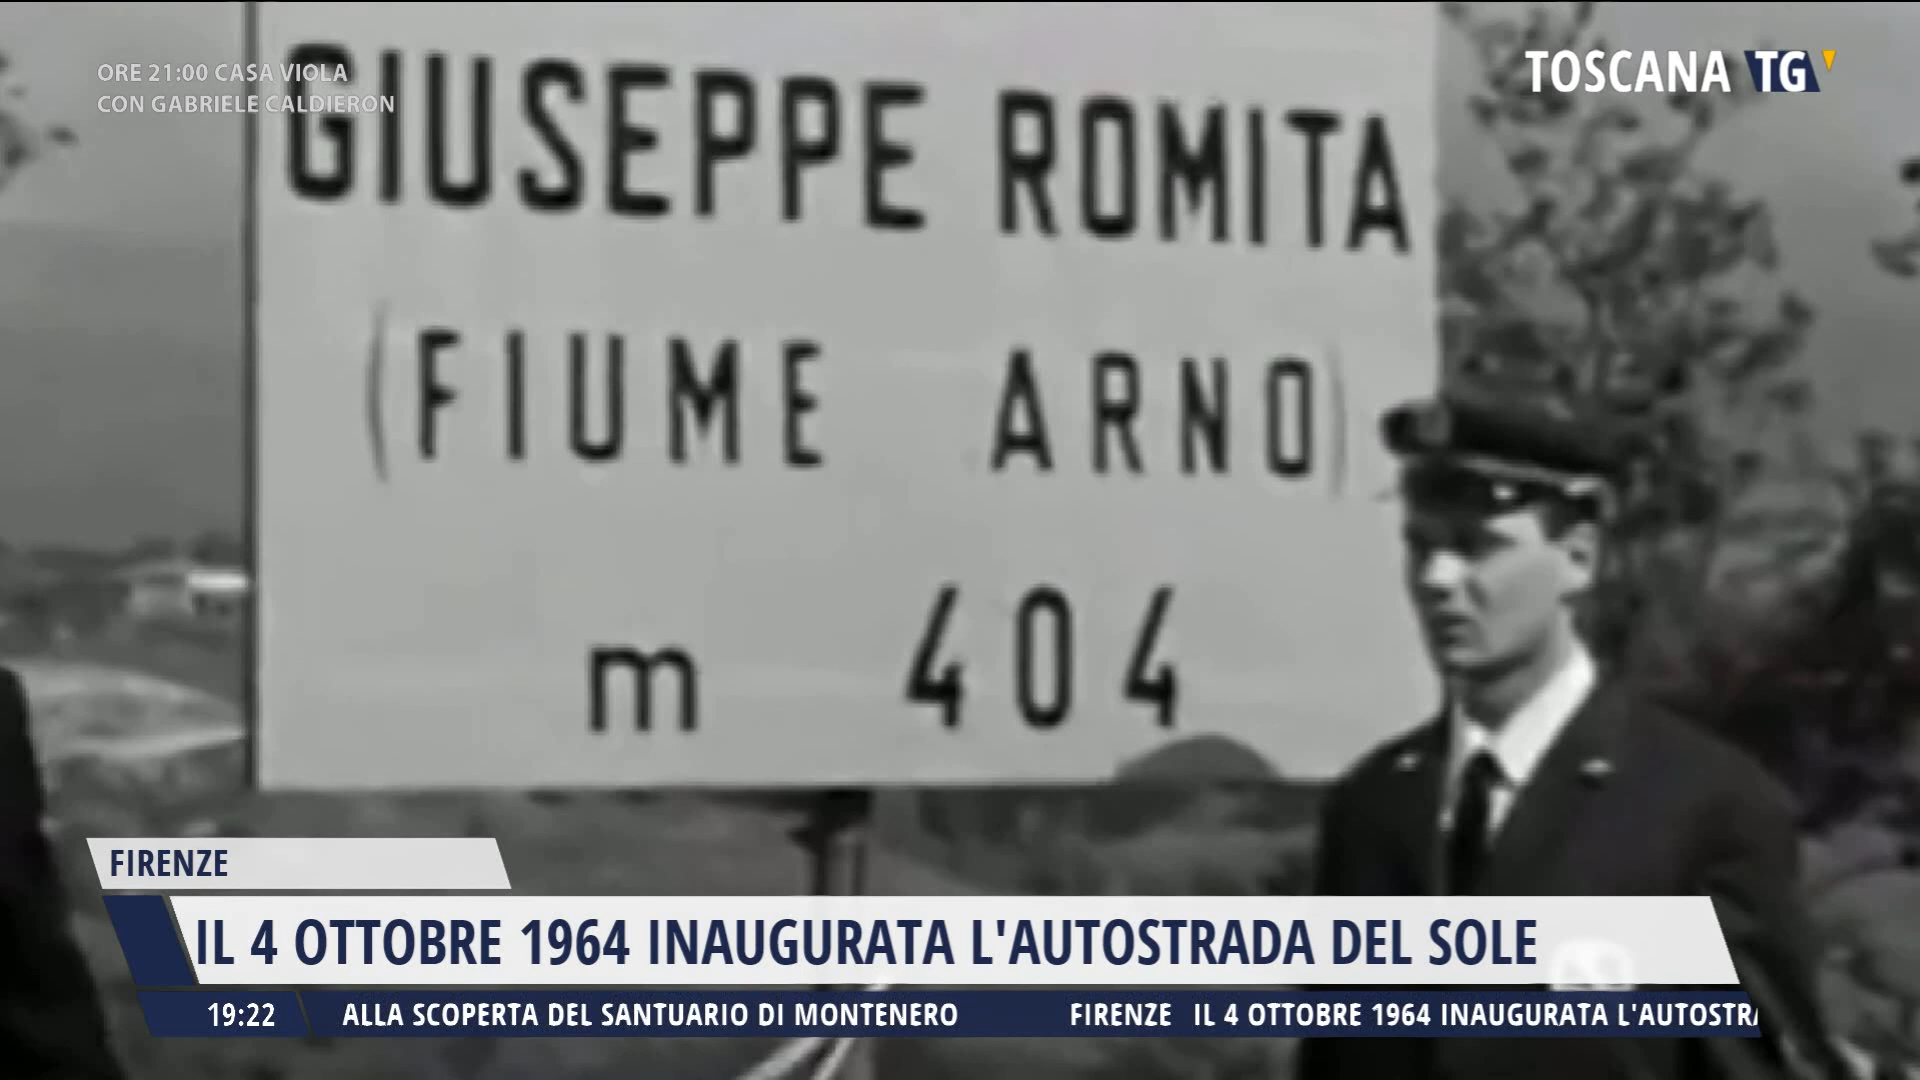 ORE 21:00 CASA VIOLA
CON GABRIELE CALDIERON
TOSCANA TG
GIUSEPPE ROMITA
(FIUME ARNO)
m 404
FIRENZE
IL 4 OTTOBRE 1964 INAUGURATA L'AUTOSTRADA DEL SOLE
19:22 ALLA SCOPERTA DEL SANTUARIO DI MONTENERO FIRENZE IL 4 OTTOBRE 1964 INAUGURATA L'AUTOSTRA